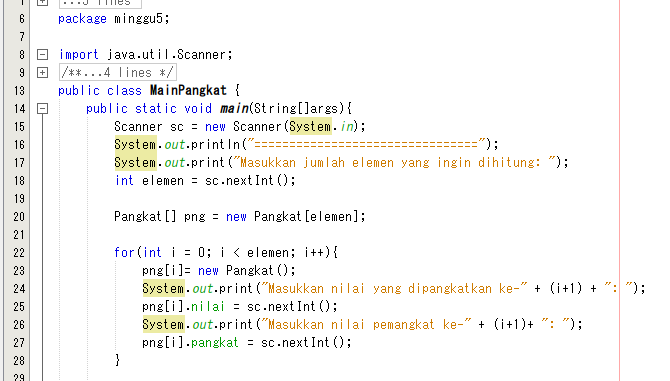 ...5 lines
6 package minggu5;
7
8 import java.util.Scanner;
9 /**...4 lines */
13 public class MainPangkat {
14 public static void main(String[]args){
15 Scanner sc = new Scanner(System.in);
16 System.out.println("================================");
17 System.out.print("Masukkan jumlah elemen yang ingin dihitung: ");
18 int elemen = sc.nextInt();
19
20 Pangkat[] png = new Pangkat[elemen];
21
22 for(int i = 0; i < elemen; i++){
23 png[i]= new Pangkat();
24 System.out.print("Masukkan nilai yang dipangkatkan ke-" + (i+1) + ": ");
25 png[i].nilai = sc.nextInt();
26 System.out.print("Masukkan nilai pemangkat ke-" + (i+1)+ ": ");
27 png[i].pangkat = sc.nextInt();
28 }
29